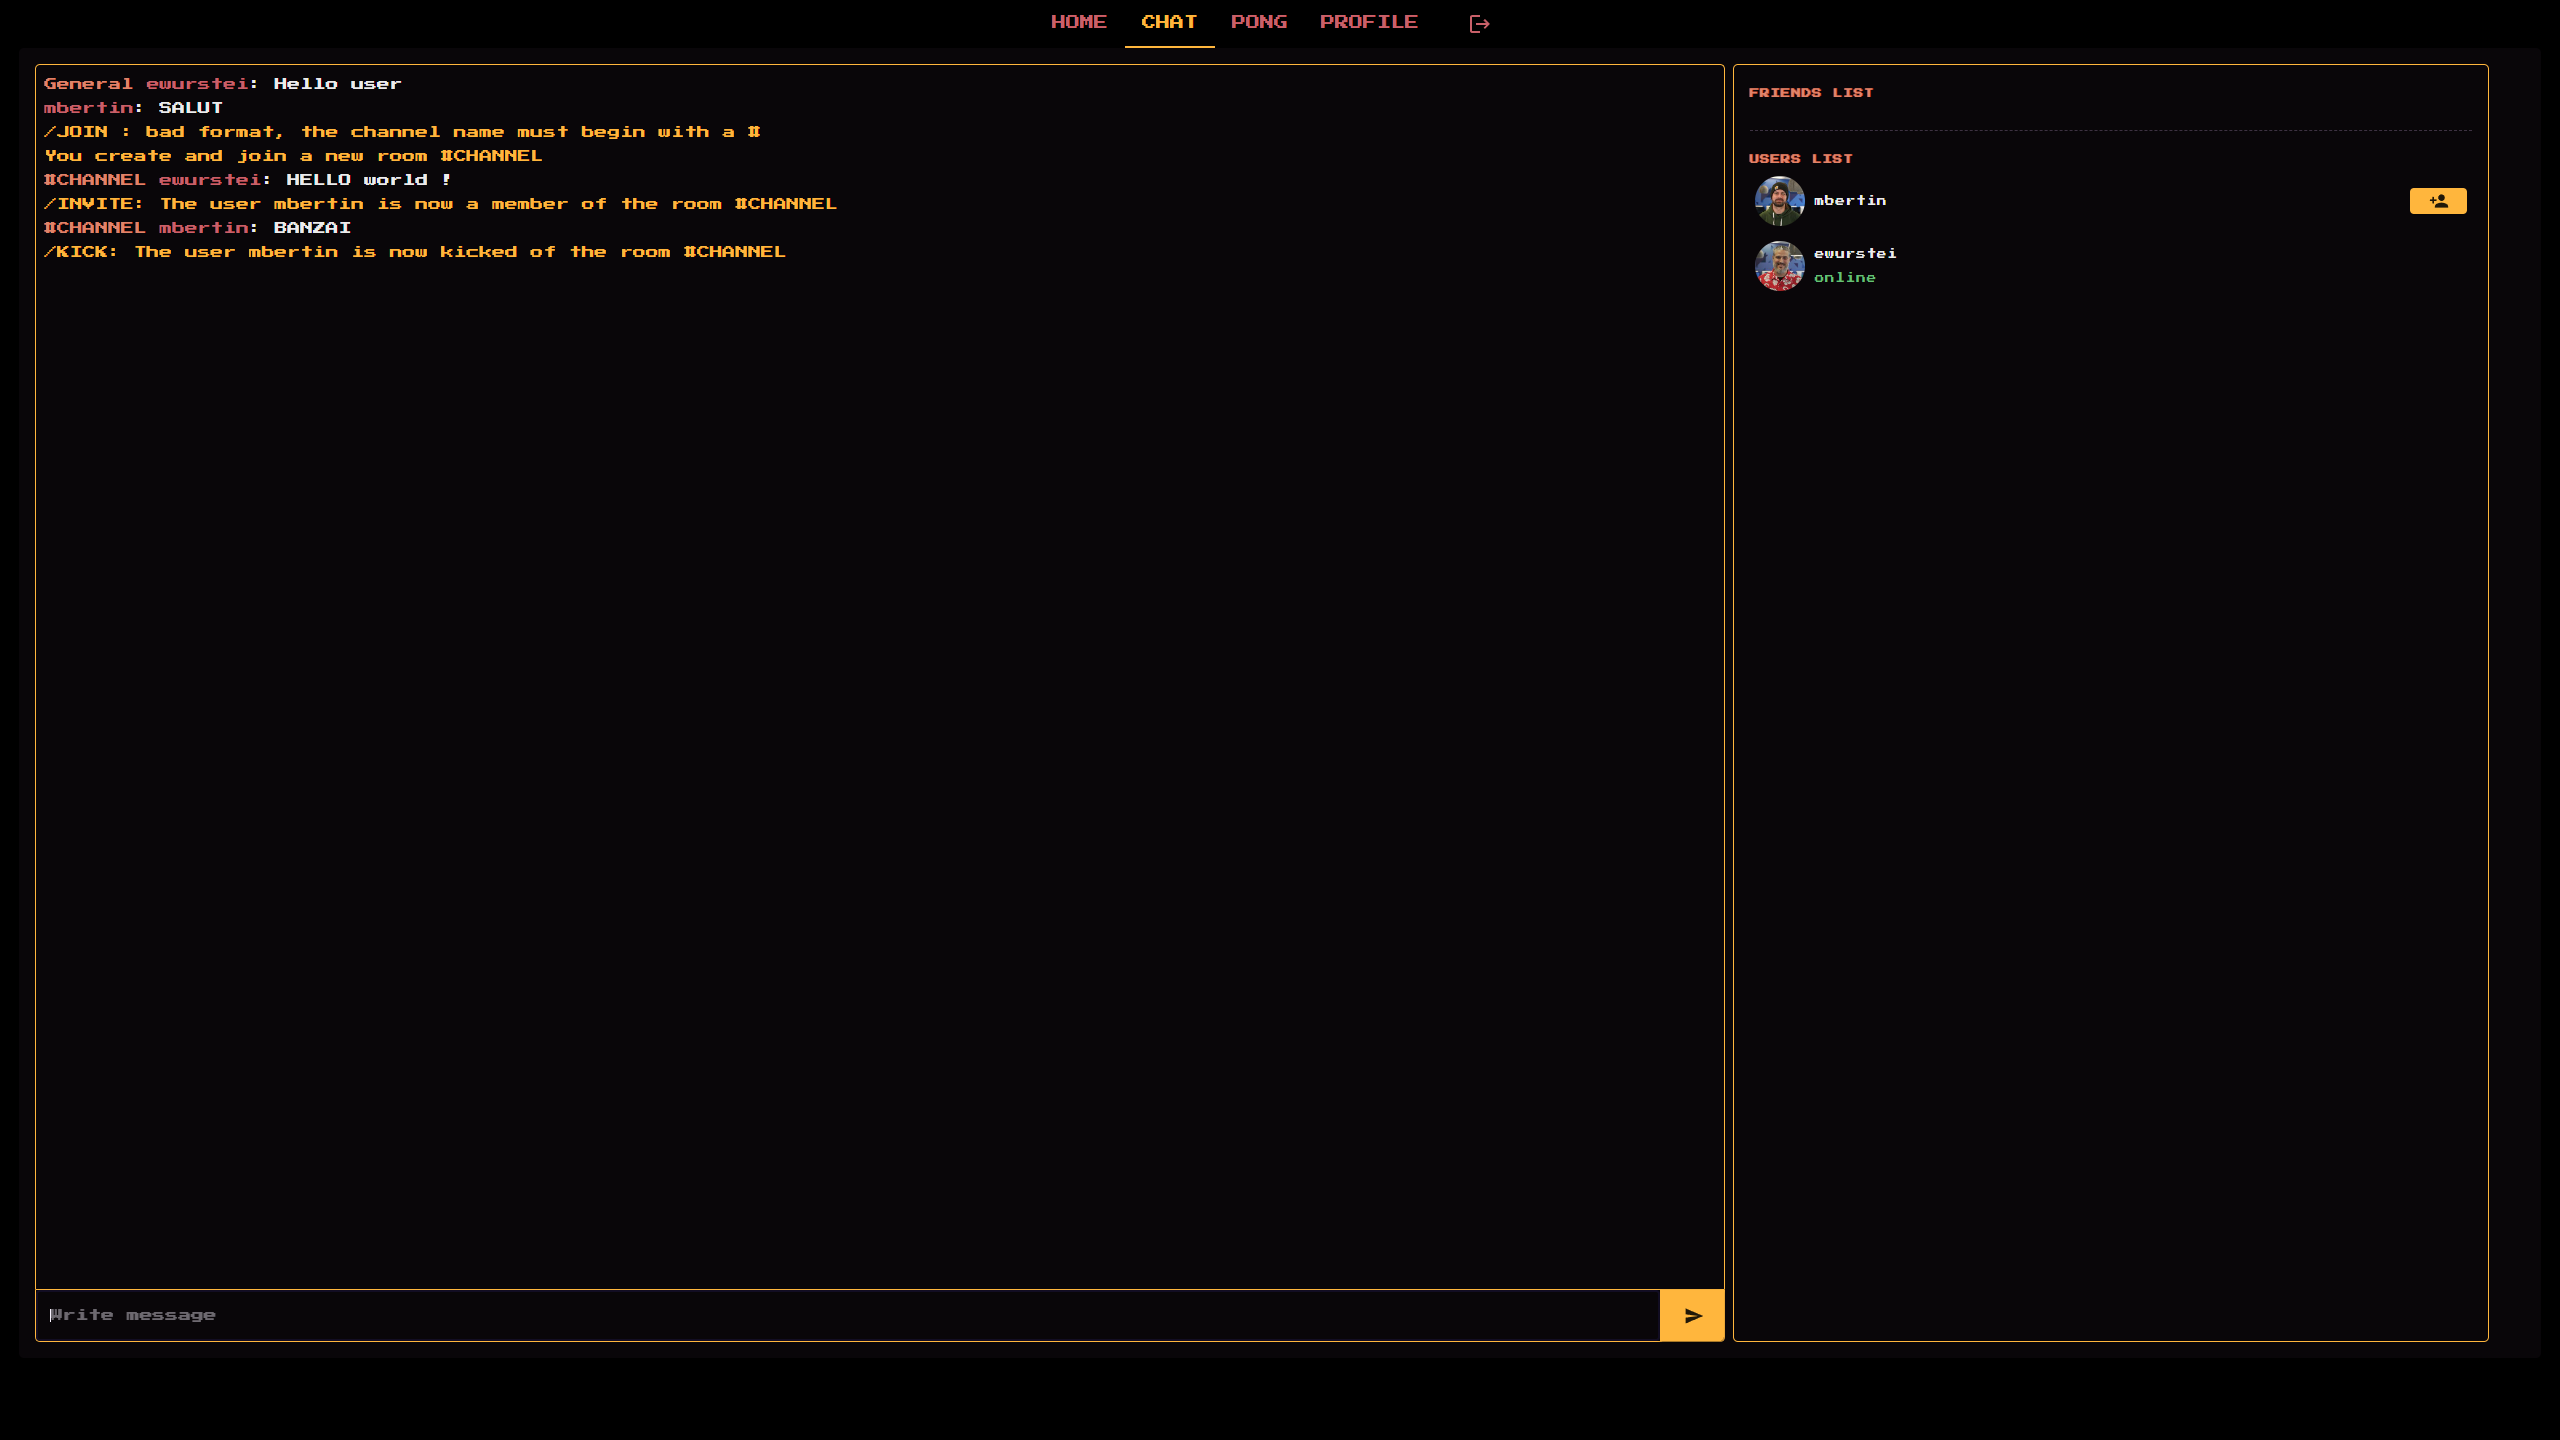 HOME CHAT PONG PROFILE
General ewurstei: Hello user
mbertin: SALUT
/JOIN : bad format, the channel name must begin with a #
You create and join a new room #CHANNEL
#CHANNEL ewurstei: HELLO world !
/INVITE: The user mbertin is now a member of the room #CHANNEL
#CHANNEL mbertin: BANZAI
/KICK: The user mbertin is now kicked of the room #CHANNEL
Write message
FRIENDS LIST
USERS LIST
mbertin
ewurstei
online